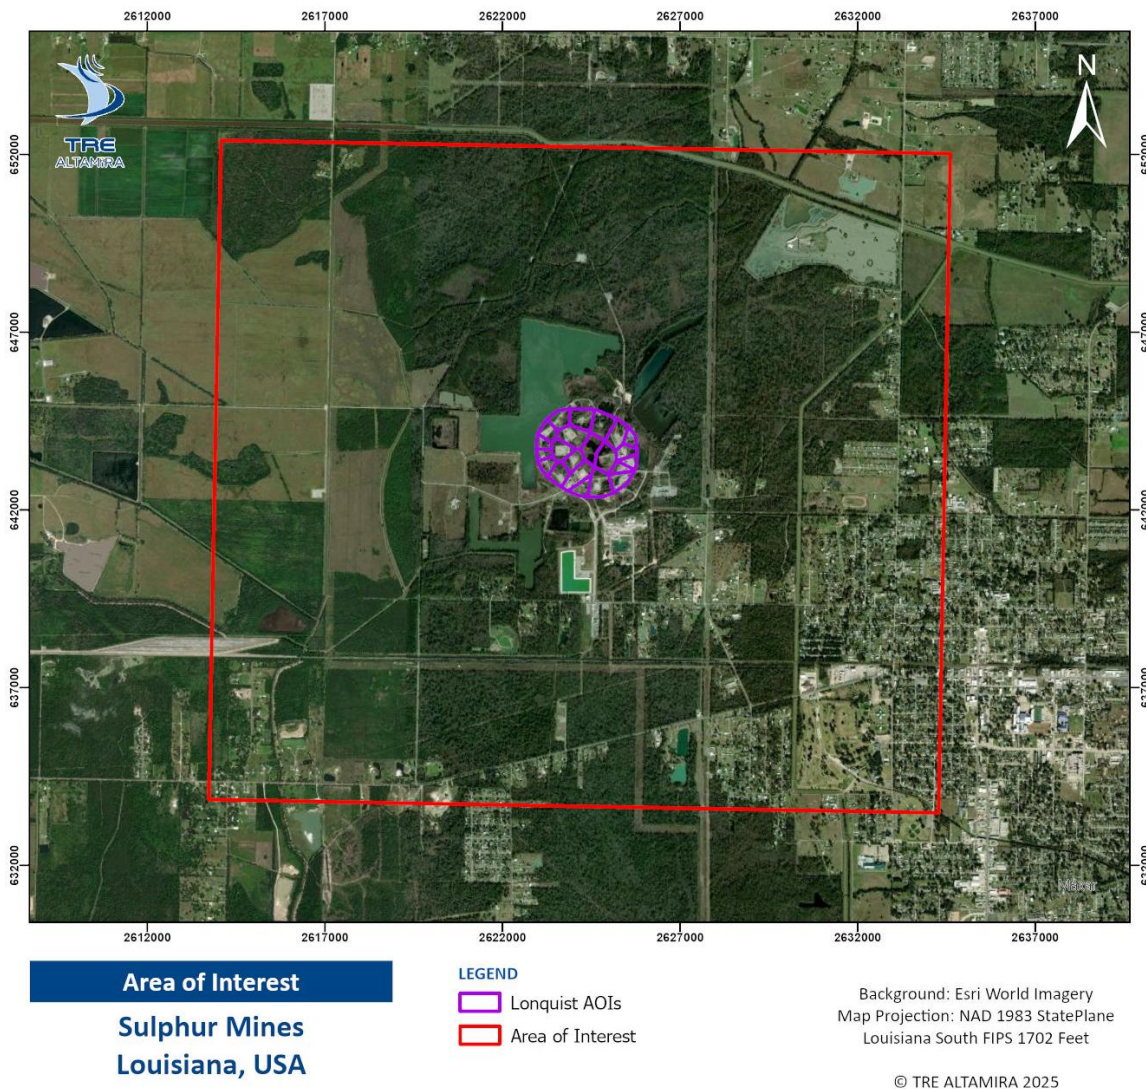 2612000 2617000 2622000 2627000 2632000 2637000
TRE
ALTAMIRA
N
652000 652000
647000 647000
642000 642000
637000 637000
632000 632000
Maxar
2612000 2617000 2622000 2627000 2632000 2637000
Area of Interest
Sulphur Mines
Louisiana, USA
LEGEND
Lonquist AOIs
Area of Interest
Background: Esri World Imagery
Map Projection: NAD 1983 StatePlane
Louisiana South FIPS 1702 Feet
© TRE ALTAMIRA 2025